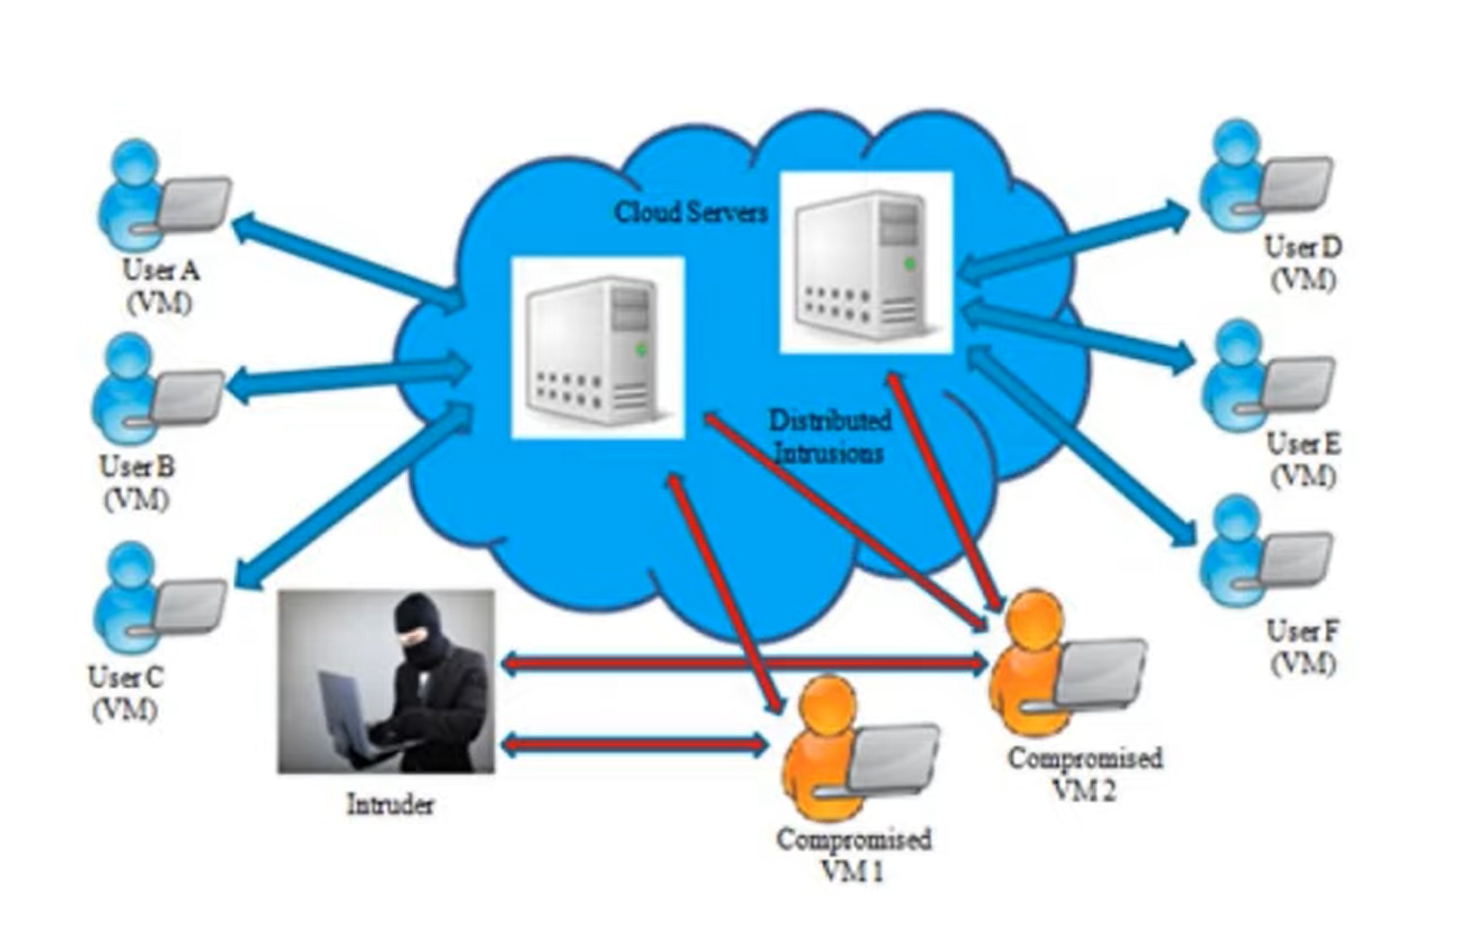 Cloud Servers
User A
(VM)
User B
(VM)
User C
(VM)
User D
(VM)
User E
(VM)
User F
(VM)
Distributed
Intrusions
Intruder
Compromised
VM 1
Compromised
VM 2